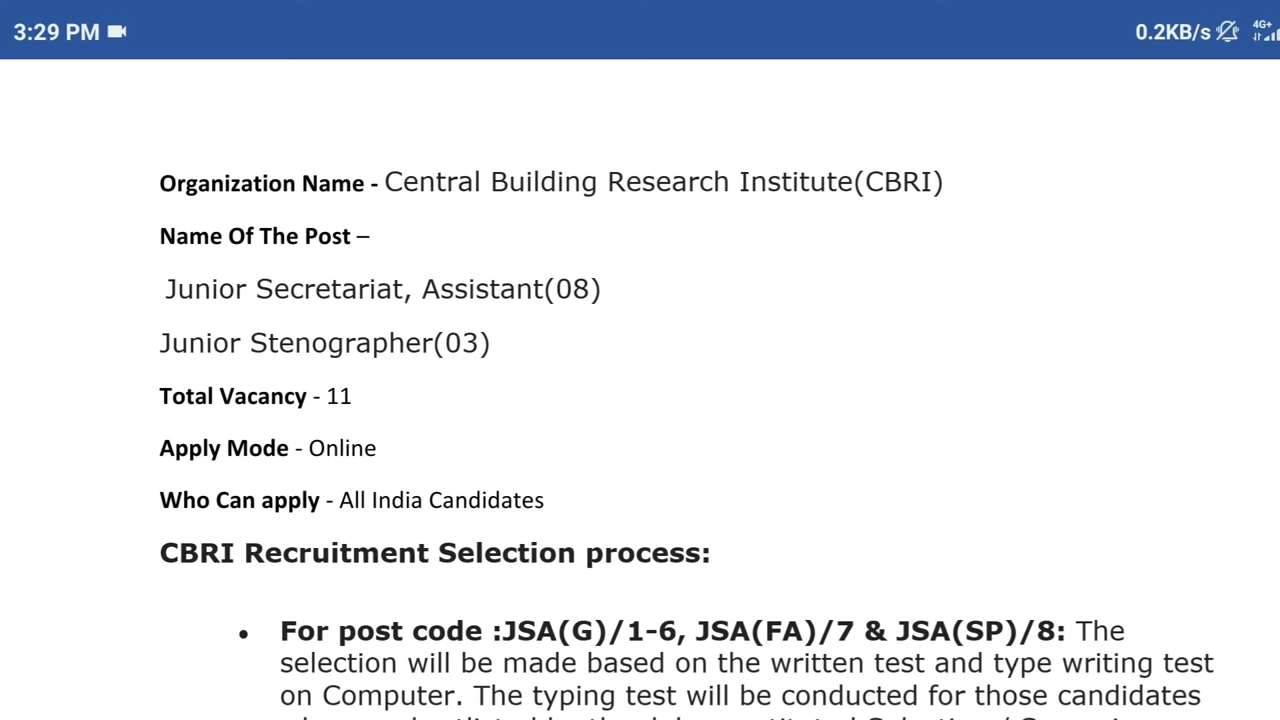 3:29 PM
0.2KB/s
4G+
Organization Name - Central Building Research Institute(CBRI)
Name Of The Post –
Junior Secretariat, Assistant(08)
Junior Stenographer(03)
Total Vacancy - 11
Apply Mode - Online
Who Can apply - All India Candidates
CBRI Recruitment Selection process:
• For post code :JSA(G)/1-6, JSA(FA)/7 & JSA(SP)/8: The
selection will be made based on the written test and type writing test
on Computer. The typing test will be conducted for those candidates